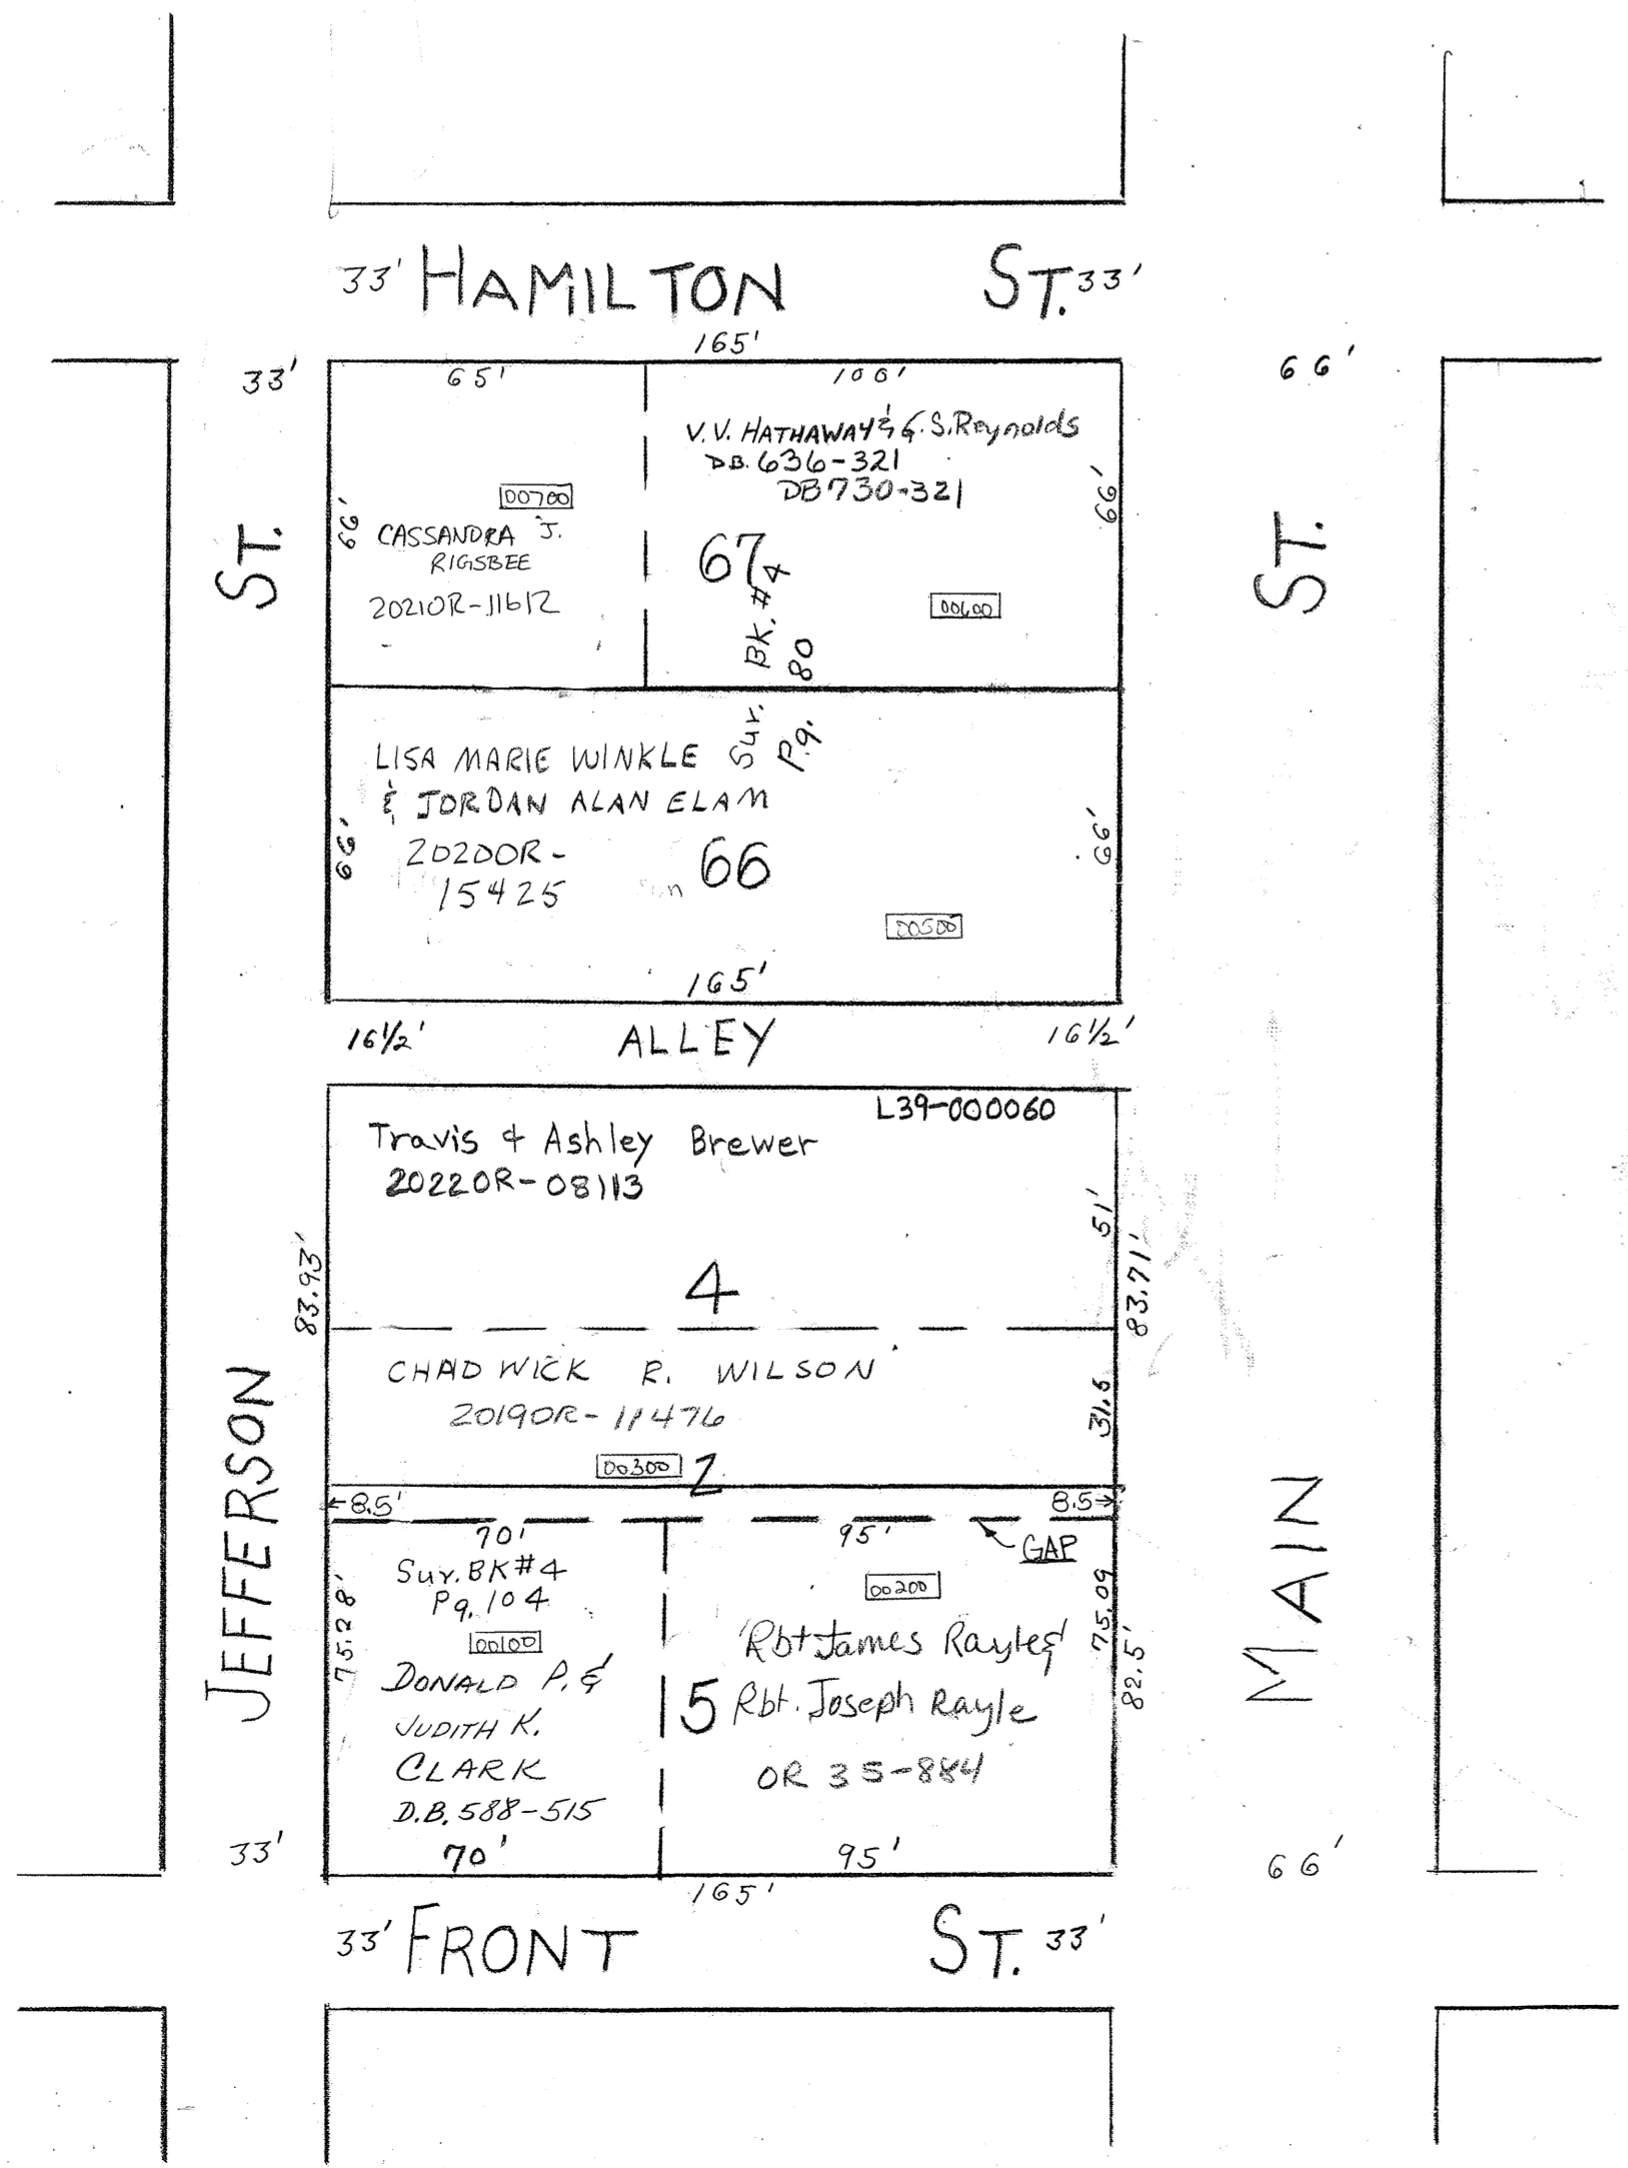 33' HAMILTON ST. 33'
165'
33'
65'
100'
66'
V. V. HATHAWAY & G. S. Reynolds
D.B. 636-321
DB 730-321
00700
66'
66'
CASSANDRA J.
RIGSBEE
2021OR-11612
67
00600
Sur. BK. #4
Pg. 80
ST.
ST.
LISA MARIE WINKLE
& JORDAN ALAN ELAM
2020OR-
15425
66
66'
66'
00500
165'
16½' ALLEY 16½'
L39-000060
Travis & Ashley Brewer
2022OR-08113
51'
83.93'
83.71'
4
CHADWICK R. WILSON
2019OR-11476
31.5
00300
2
8.5'
8.5
70'
95'
GAP
Sur. BK #4
Pg. 104
00100
75.28'
DONALD P. &
JUDITH K.
CLARK
D.B. 588-515
00200
75.09
82.5'
Rbt James Rayle &
Rbt. Joseph Rayle
OR 35-884
5
JEFFERSON
MAIN
33'
70'
95'
66'
165'
33' FRONT ST. 33'